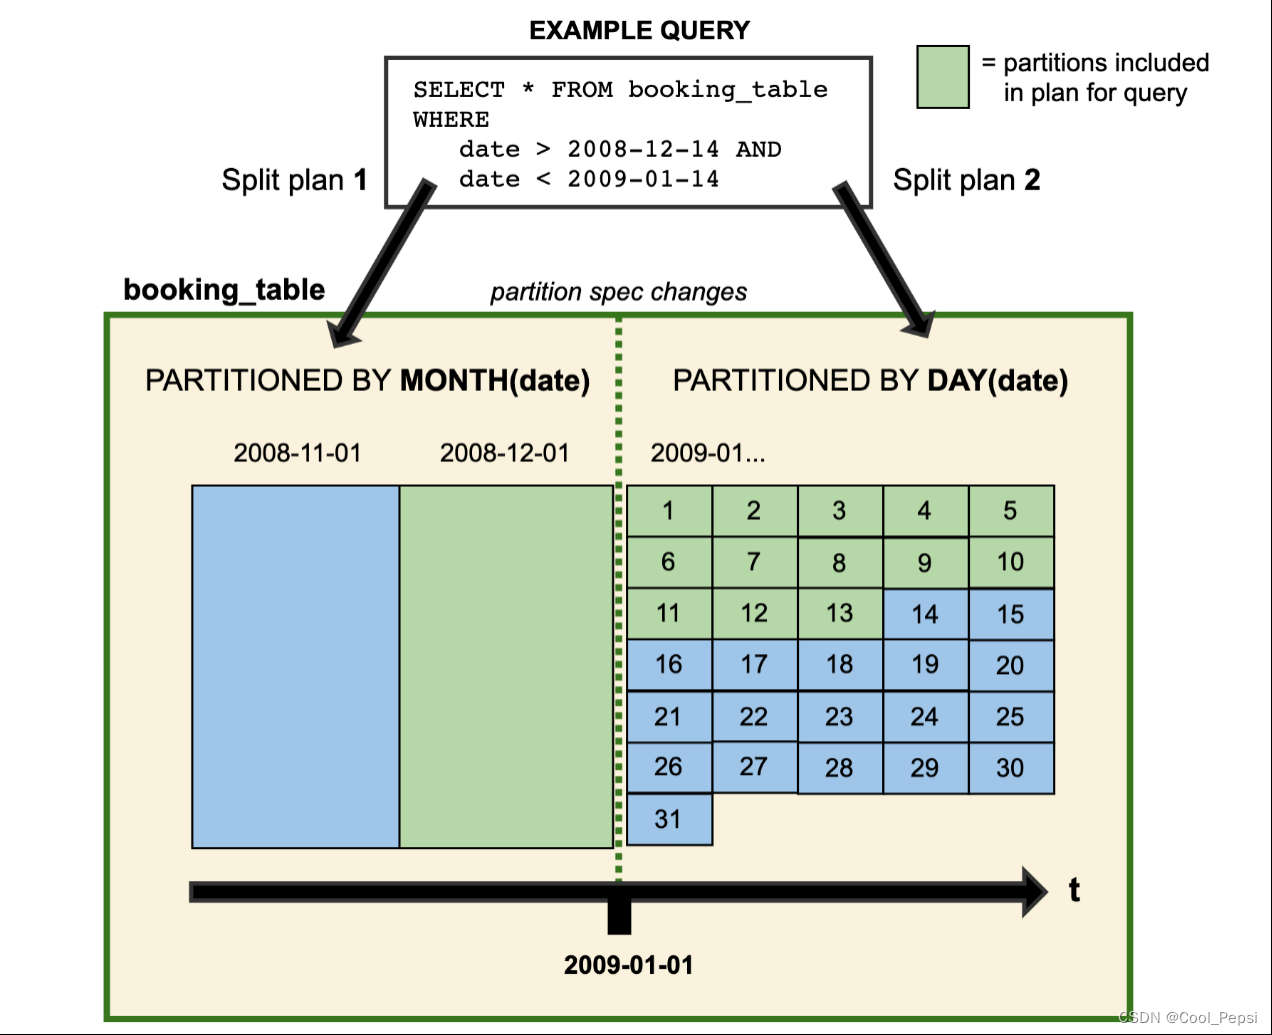 EXAMPLE QUERY
SELECT * FROM booking_table
WHERE
date > 2008-12-14 AND
date < 2009-01-14
= partitions included
in plan for query
Split plan 1
Split plan 2
booking_table
partition spec changes
PARTITIONED BY MONTH(date)
PARTITIONED BY DAY(date)
2008-11-01
2008-12-01
2009-01...
1 2 3 4 5
6 7 8 9 10
11 12 13 14 15
16 17 18 19 20
21 22 23 24 25
26 27 28 29 30
31
t
2009-01-01
CSDN @Cool_Pepsi